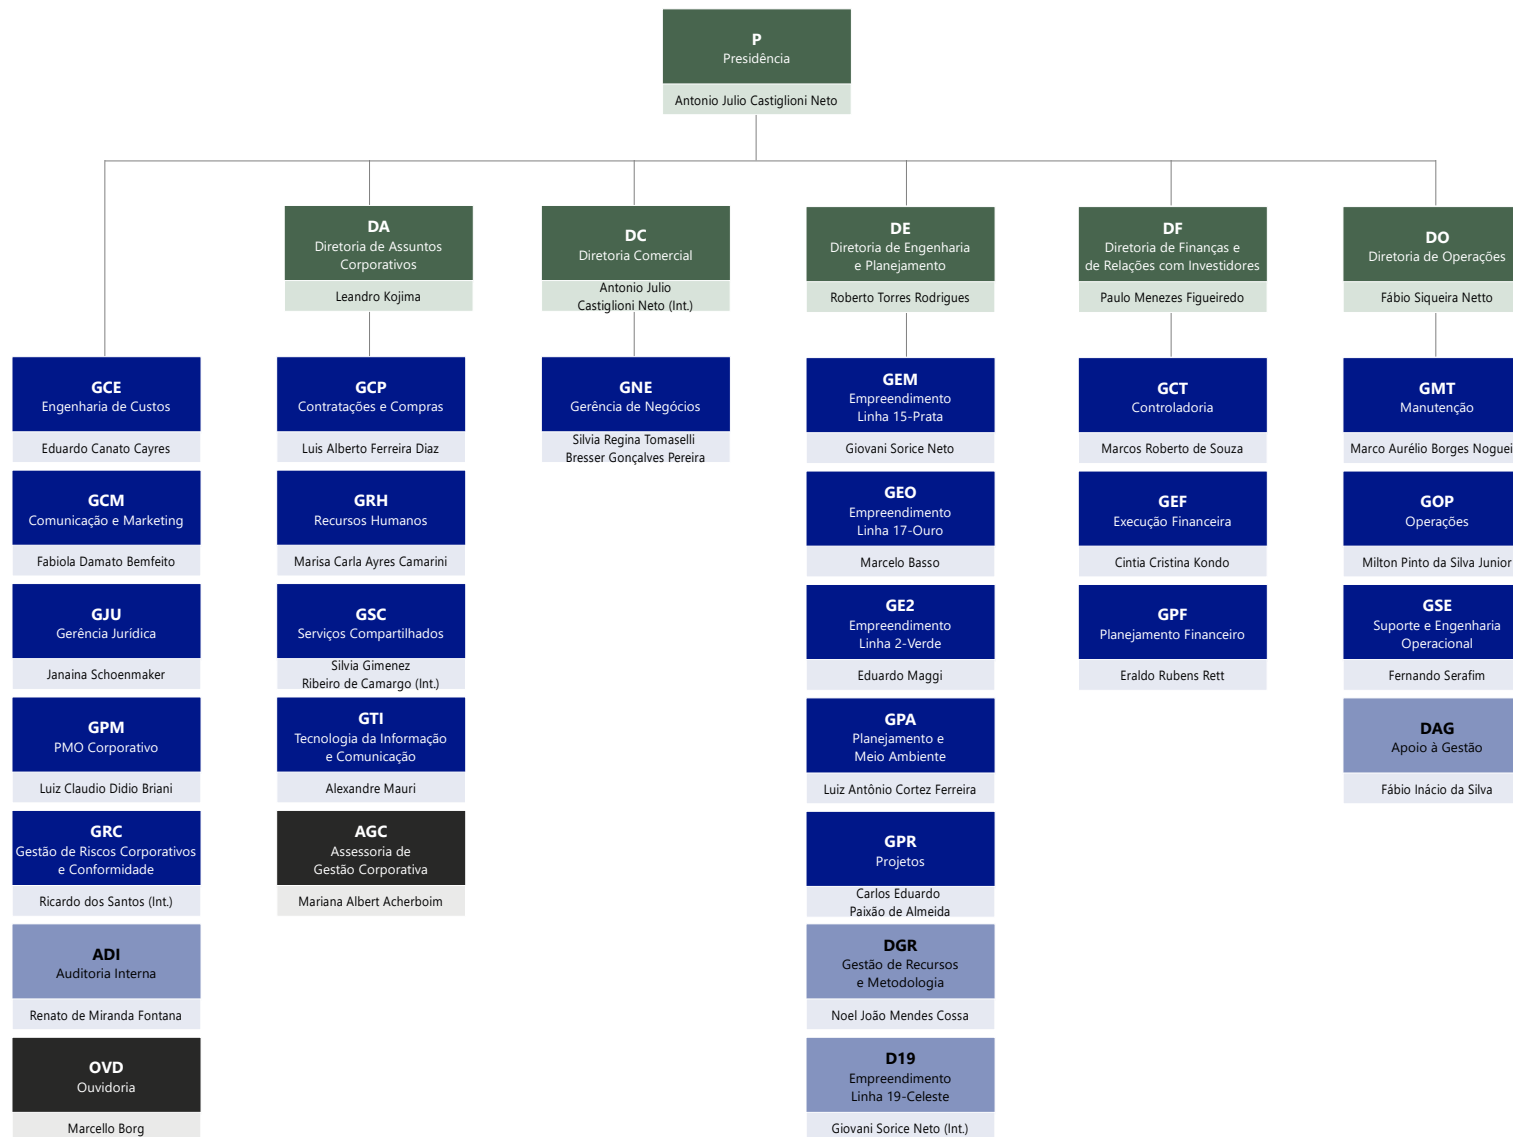 P
Presidência
Antonio Julio Castiglioni Neto
DA
Diretoria de Assuntos
Corporativos
Leandro Kojima
DC
Diretoria Comercial
Antonio Julio
Castiglioni Neto (Int.)
DE
Diretoria de Engenharia
e Planejamento
Roberto Torres Rodrigues
DF
Diretoria de Finanças e
de Relações com Investidores
Paulo Menezes Figueiredo
DO
Diretoria de Operações
Fábio Siqueira Netto
GCE
Engenharia de Custos
Eduardo Canato Cayres
GCM
Comunicação e Marketing
Fabiola Damato Bemfeito
GJU
Gerência Jurídica
Janaina Schoenmaker
GPM
PMO Corporativo
Luiz Claudio Didio Briani
GRC
Gestão de Riscos Corporativos
e Conformidade
Ricardo dos Santos (Int.)
ADI
Auditoria Interna
Renato de Miranda Fontana
OVD
Ouvidoria
Marcello Borg
GCP
Contratações e Compras
Luis Alberto Ferreira Diaz
GRH
Recursos Humanos
Marisa Carla Ayres Camarini
GSC
Serviços Compartilhados
Silvia Gimenez
Ribeiro de Camargo (Int.)
GTI
Tecnologia da Informação
e Comunicação
Alexandre Mauri
AGC
Assessoria de
Gestão Corporativa
Mariana Albert Acherboim
GNE
Gerência de Negócios
Silvia Regina Tomaselli
Bresser Gonçalves Pereira
GEM
Empreendimento
Linha 15-Prata
Giovani Sorice Neto
GEO
Empreendimento
Linha 17-Ouro
Marcelo Basso
GE2
Empreendimento
Linha 2-Verde
Eduardo Maggi
GPA
Planejamento e
Meio Ambiente
Luiz Antônio Cortez Ferreira
GPR
Projetos
Carlos Eduardo
Paixão de Almeida
DGR
Gestão de Recursos
e Metodologia
Noel João Mendes Cossa
D19
Empreendimento
Linha 19-Celeste
Giovani Sorice Neto (Int.)
GCT
Controladoria
Marcos Roberto de Souza
GEF
Execução Financeira
Cintia Cristina Kondo
GPF
Planejamento Financeiro
Eraldo Rubens Rett
GMT
Manutenção
Marco Aurélio Borges
GOP
Operações
Milton Pinto da Silva Junior
GSE
Suporte e Engenharia
Operacional
Fernando Serafim
DAG
Apoio à Gestão
Fábio Inácio da Silva